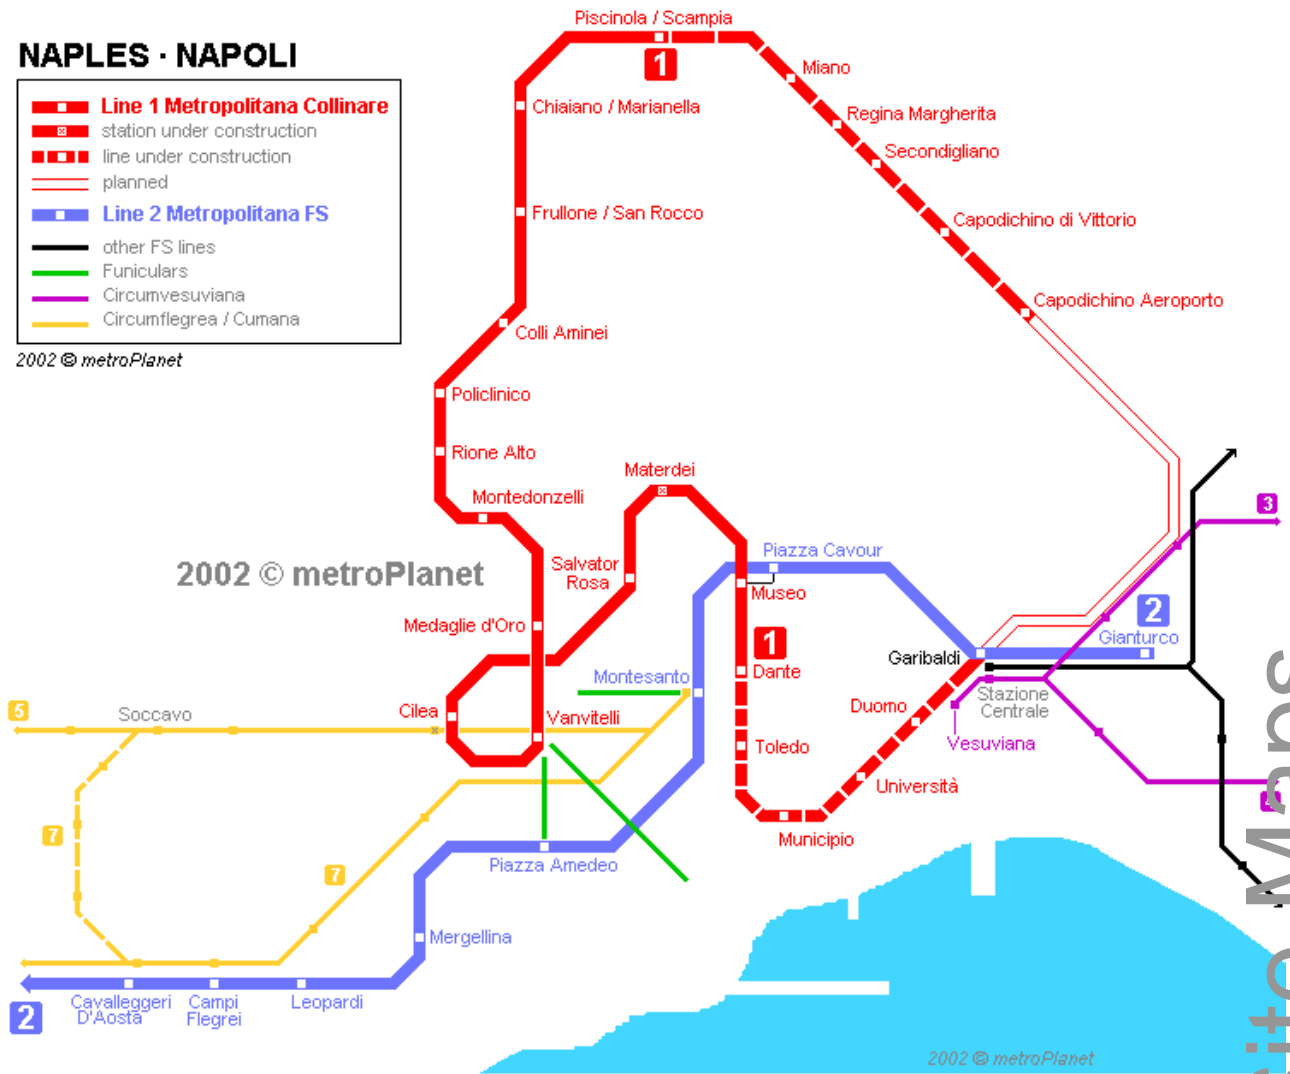 NAPLES · NAPOLI
Line 1 Metropolitana Collinare
station under construction
line under construction
planned
Line 2 Metropolitana FS
other FS lines
Funiculars
Circumvesuviana
Circumflegrea / Cumana
2002 © metroPlanet
Piscinola / Scampia
1
Miano
Chiaiano / Marianella
Regina Margherita
Secondigliano
Frullone / San Rocco
Capodichino di Vittorio
Capodichino Aeroporto
Colli Aminei
Policlinico
Rione Alto
Materdei
Montedonzelli
3
Piazza Cavour
2002 © metroPlanet
Salvator
Rosa
Museo
Medaglie d'Oro
1
2
Gianturco
Garibaldi
Dante
Montesanto
Stazione
Centrale
Cilea
Duomo
5
Soccavo
Vanvitelli
Vesuviana
Toledo
Università
4
7
Municipio
Piazza Amedeo
7
Mergellina
Cavalleggeri
D'Aosta
Campi
Flegrei
Leopardi
2
2002 © metroPlanet
site Maps